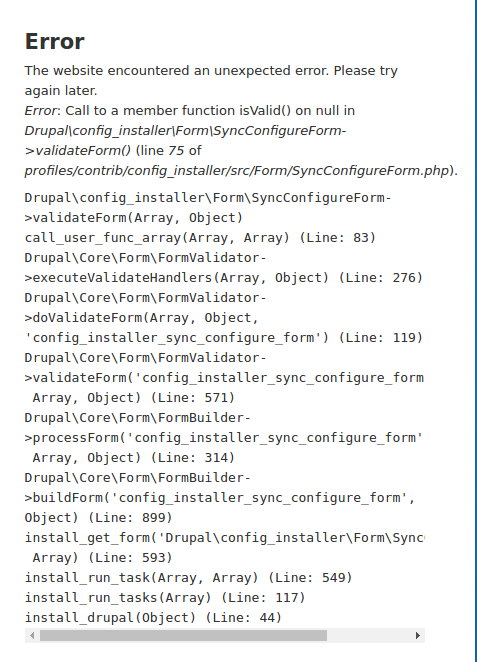 Error
The website encountered an unexpected error. Please try
again later.
Error: Call to a member function isValid() on null in
Drupal\config_installer\Form\SyncConfigureForm-
>validateForm() (line 75 of
profiles/contrib/config_installer/src/Form/SyncConfigureForm.php).
Drupal\config_installer\Form\SyncConfigureForm-
>validateForm(Array, Object)
call_user_func_array(Array, Array) (Line: 83)
Drupal\Core\Form\FormValidator-
>executeValidateHandlers(Array, Object) (Line: 276)
Drupal\Core\Form\FormValidator-
>doValidateForm(Array, Object,
'config_installer_sync_configure_form') (Line: 119)
Drupal\Core\Form\FormValidator-
>validateForm('config_installer_sync_configure_form
Array, Object) (Line: 571)
Drupal\Core\Form\FormBuilder-
>processForm('config_installer_sync_configure_form'
Array, Object) (Line: 314)
Drupal\Core\Form\FormBuilder-
>buildForm('config_installer_sync_configure_form',
Object) (Line: 899)
install_get_form('Drupal\config_installer\Form\Sync
Array) (Line: 593)
install_run_task(Array, Array) (Line: 549)
install_run_tasks(Array) (Line: 117)
install_drupal(Object) (Line: 44)